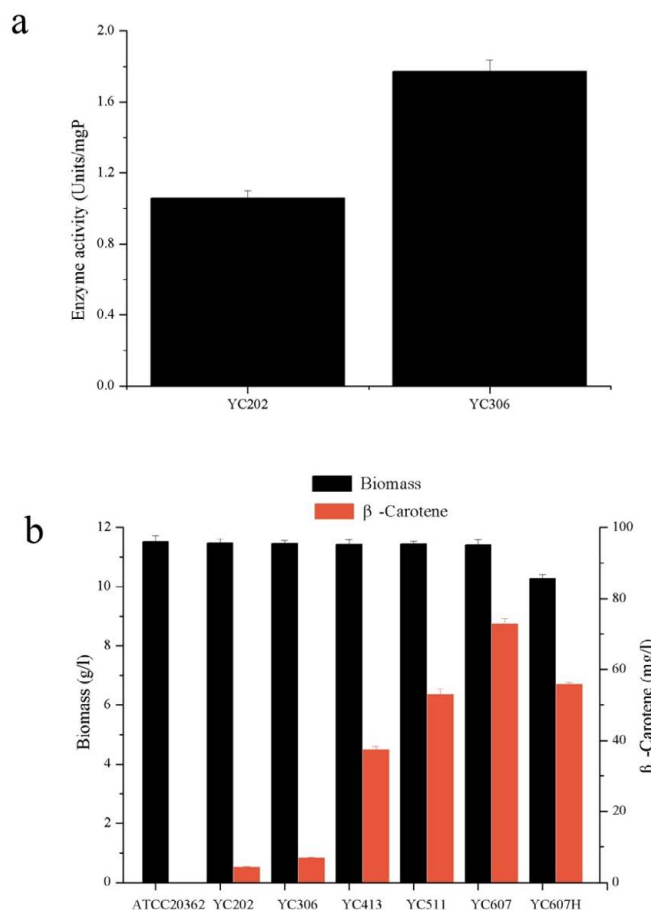 a
Enzyme activity (Units/mgP
2.0
1.6
1.2
0.8
0.4
0.0
YC202 YC306
b
Biomass
β -Carotene
Biomass (g/l)
12
10
8
6
4
2
0
100
80
60
40
20
0
β -Carotene (mg/l)
ATCC20362 YC202 YC306 YC413 YC511 YC607 YC607H